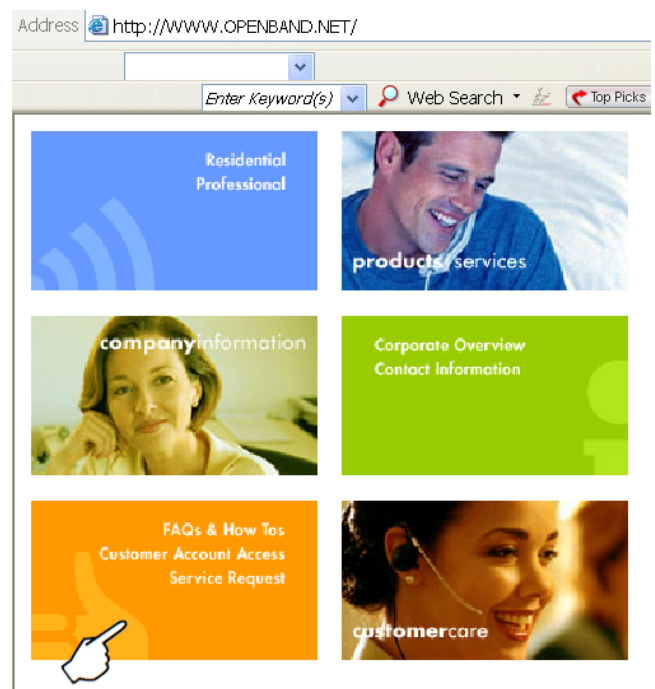 Address http://WWW.OPENBAND.NET/
Enter Keyword(s) Web Search Top Picks
Residential
Professional
products/services
companyinformation
Corporate Overview
Contact Information
FAQs & How Tos
Customer Account Access
Service Request
customercare